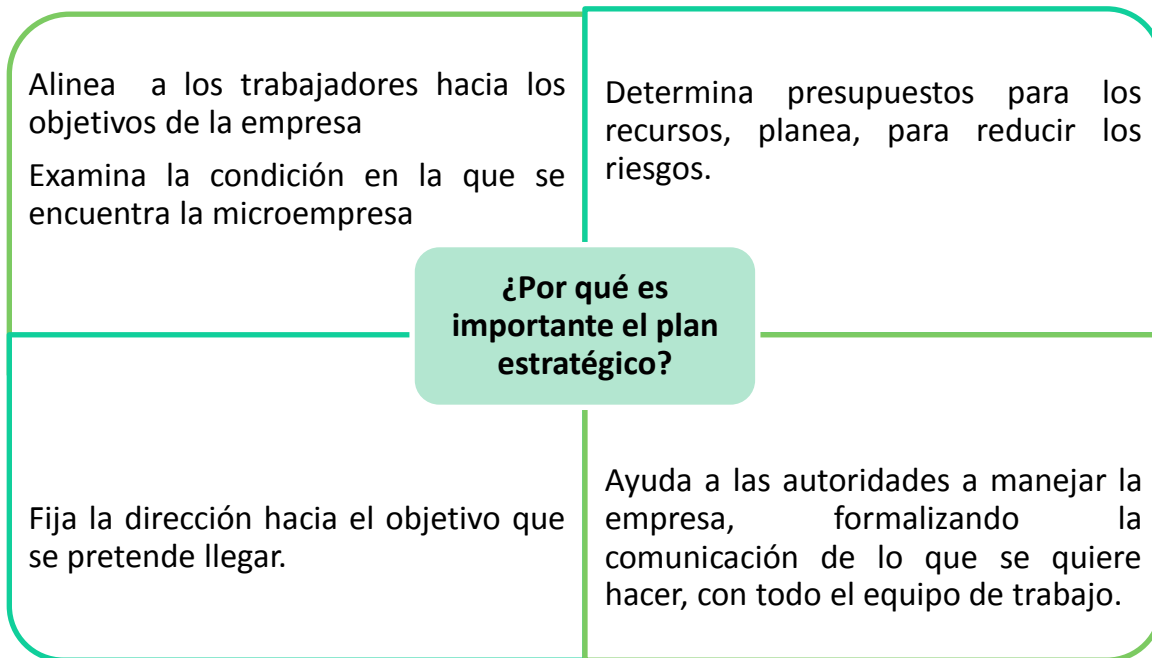 Alinea a los trabajadores hacia los
objetivos de la empresa
Examina la condición en la que se
encuentra la microempresa
Determina presupuestos para los
recursos, planea, para reducir los
riesgos.
¿Por qué es
importante el plan
estratégico?
Fija la dirección hacia el objetivo que
se pretende llegar.
Ayuda a las autoridades a manejar la
empresa, formalizando la
comunicación de lo que se quiere
hacer, con todo el equipo de trabajo.